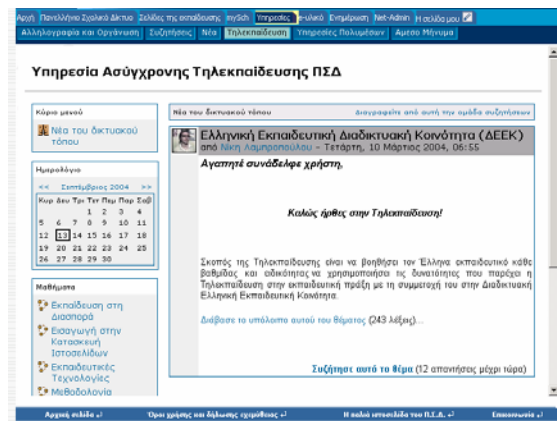 Αρχή Πανελλήνιο Σχολικό Δίκτυο Σελίδες της εκπαίδευσης mySch Υπηρεσίες e-υλικό Ενημέρωση Net-Admin Η σελίδα μου
Αλληλογραφία και Οργάνωση Συζητήσεις Νέα Τηλεκπαίδευση Υπηρεσίες Πολυμέσων Αμεσο Μήνυμα
Υπηρεσία Ασύγχρονης Τηλεκπαίδευσης ΠΣΔ
Κύριο μενού
Νέα του δικτυακού
τόπου
Ημερολόγιο
<< Σεπτέμβριος 2004 >>
Κυρ Δευ Τρι Τετ Πεμ Παρ Σαβ
1 2 3 4
5 6 7 8 9 10 11
12 13 14 15 16 17 18
19 20 21 22 23 24 25
26 27 28 29 30
Μαθήματα
Εκπαίδευση στη
Διασπορά
Εισαγωγή στην
Κατασκευή
Ιστοσελίδων
Εκπαιδευτικές
Τεχνολογίες
Μεθοδολογία
Νέα του δικτυακού τόπου Διαγραφείτε από αυτή την ομάδα συζητήσεων
Ελληνική Εκπαιδευτική Διαδικτυακή Κοινότητα (ΔΕΕΚ)
από Νίκη Λαμπροπούλου - Τετάρτη, 10 Μάρτιος 2004, 06:55
Αγαπητέ συνάδελφε χρήστη,
Καλώς ήρθες στην Τηλεκπαίδευση!
Σκοπός της Τηλεκπαίδευσης είναι να βοηθήσει τον Έλληνα εκπαιδευτικό κάθε
βαθμίδας και ειδικότητας να χρησιμοποιήσει τις δυνατότητες που παρέχει η
Τηλεκπαίδευση στην εκπαιδευτική πράξη με τη συμμετοχή του στην Διαδικτυακή
Ελληνική Εκπαιδευτική Κοινότητα.
Διάβασε το υπόλοιπο αυτού του θέματος (243 λέξεις)...
Συζήτησε αυτό το θέμα (12 απαντήσεις μέχρι τώρα)
Αρχική σελίδα Όροι χρήσης και δήλωσης εχεμύθειας Η παλιά ιστοσελίδα του Π.Σ.Δ. Επικοινωνία